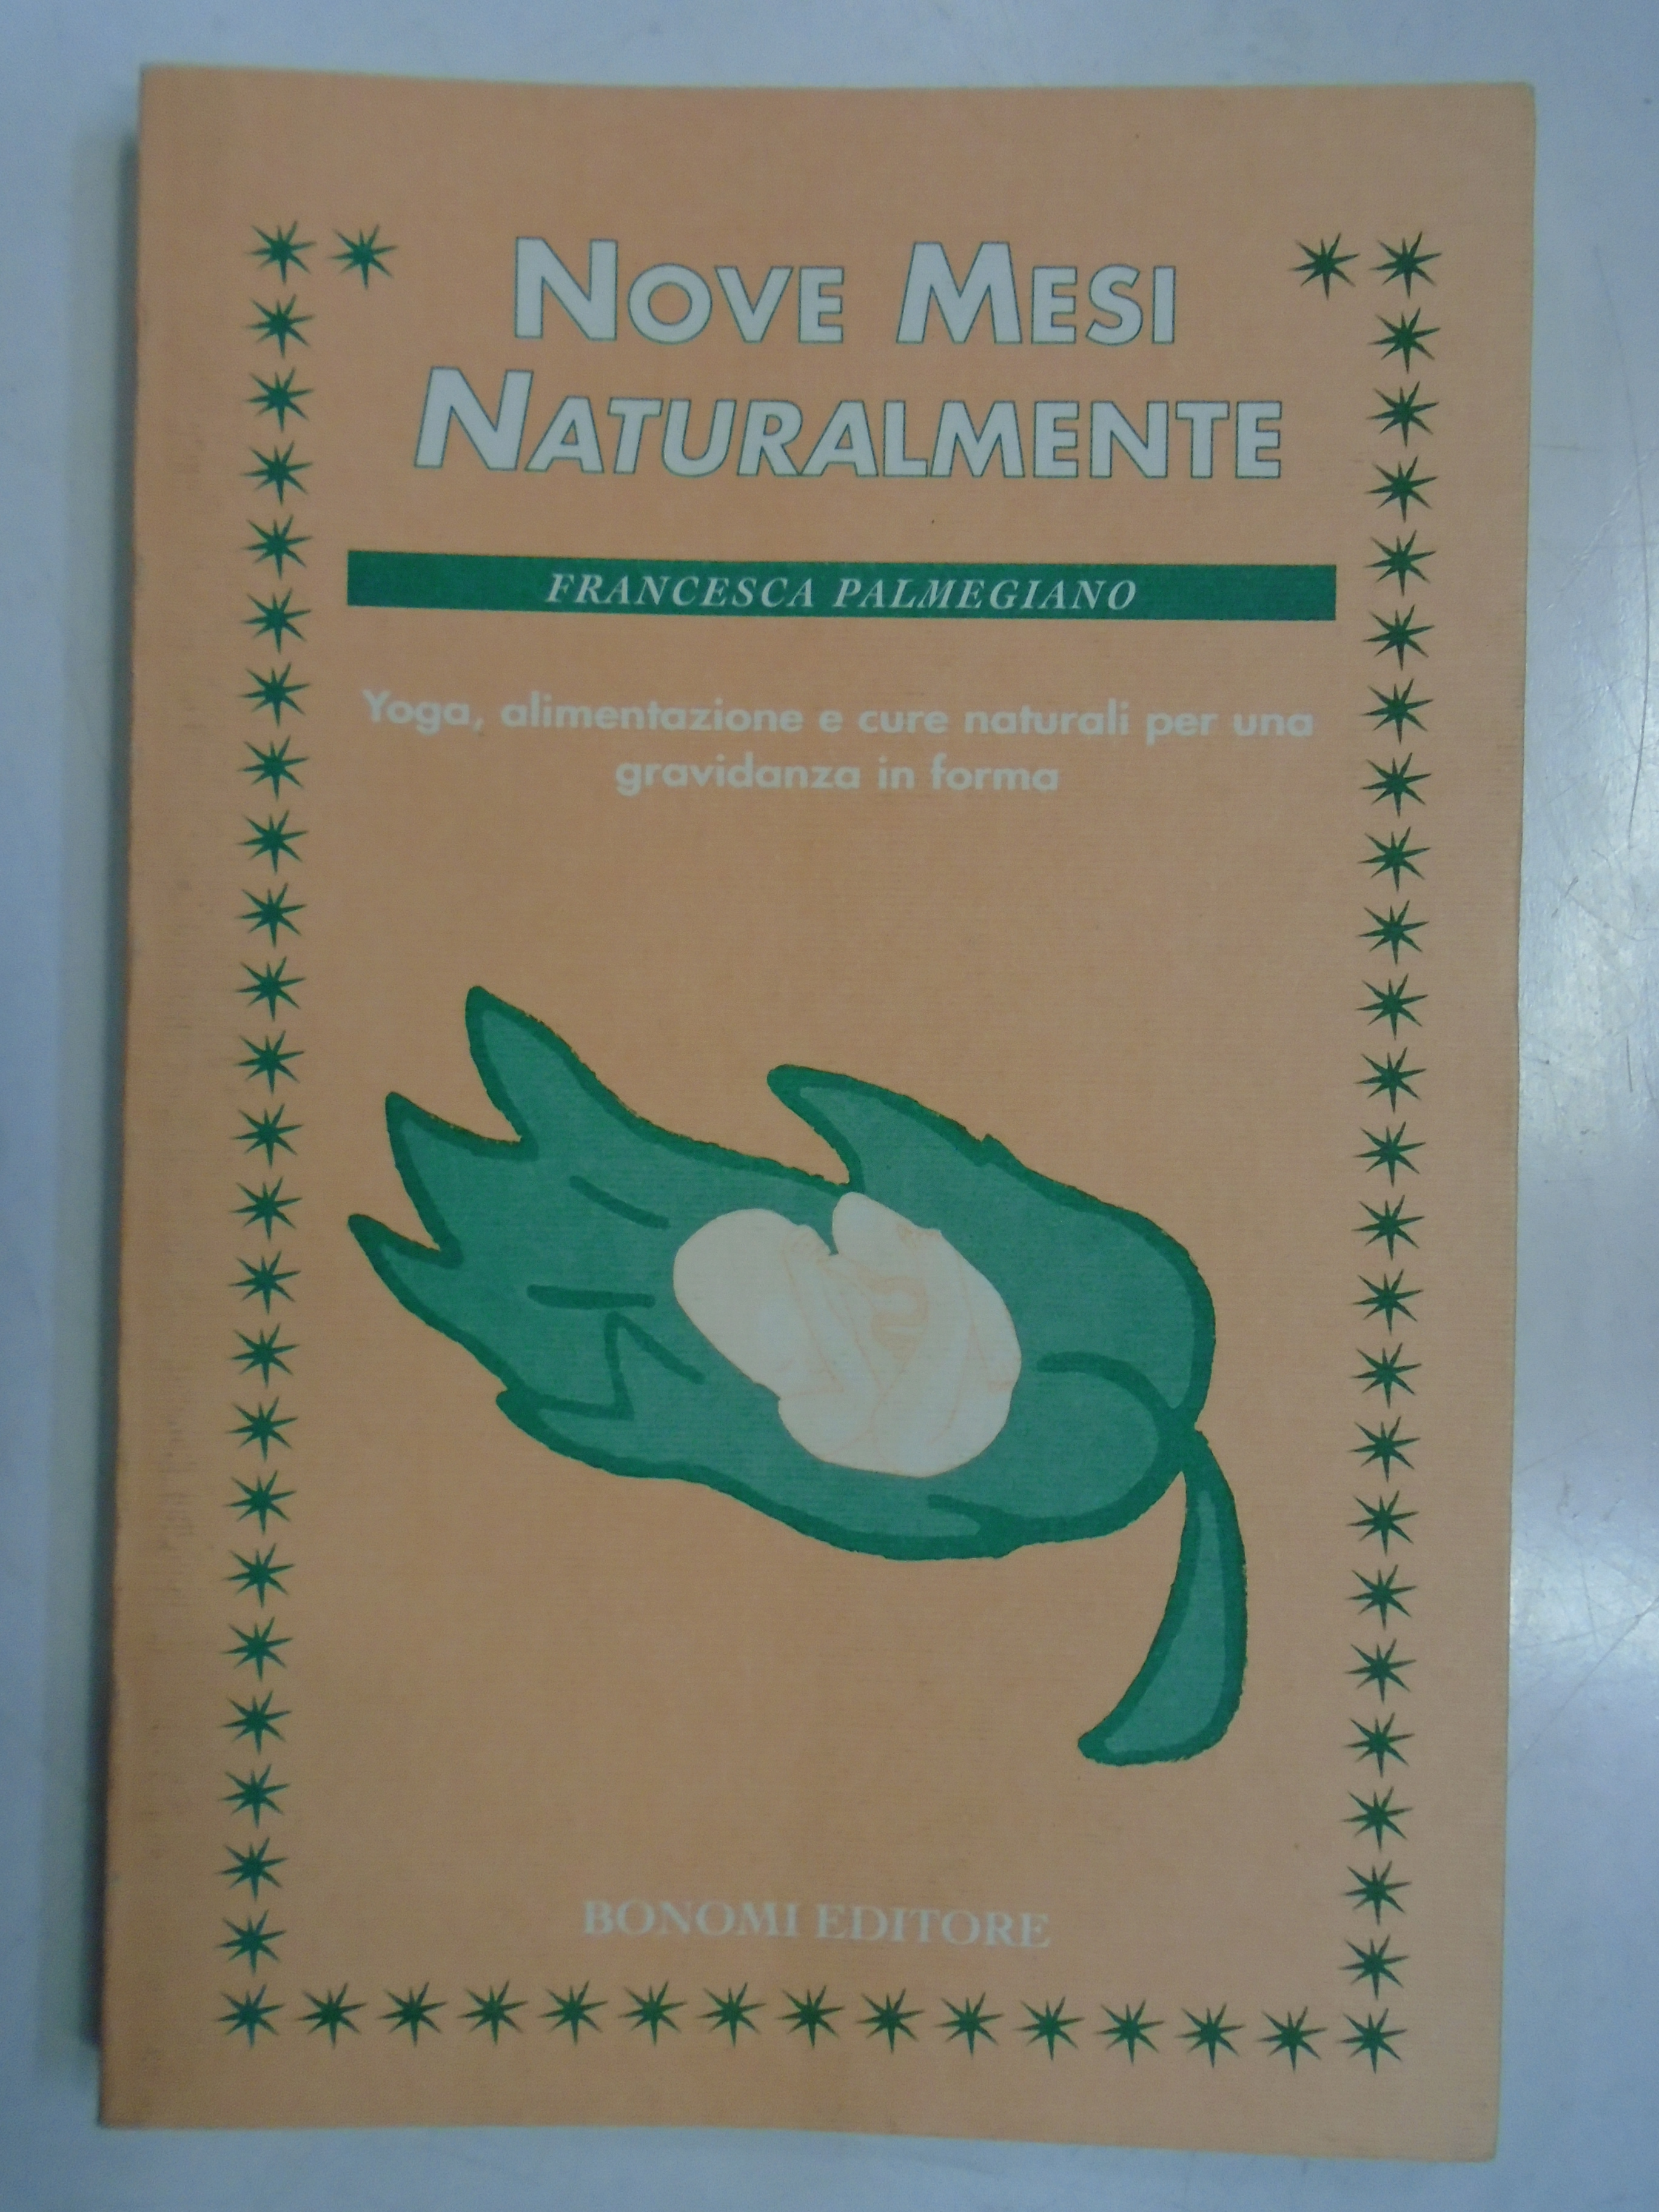 NOVE MESI
NATURALMENTE
FRANCESCA PALMEGIANO
Yoga, alimentazione e cure naturali per una
gravidanza in forma
BONOMI EDITORE